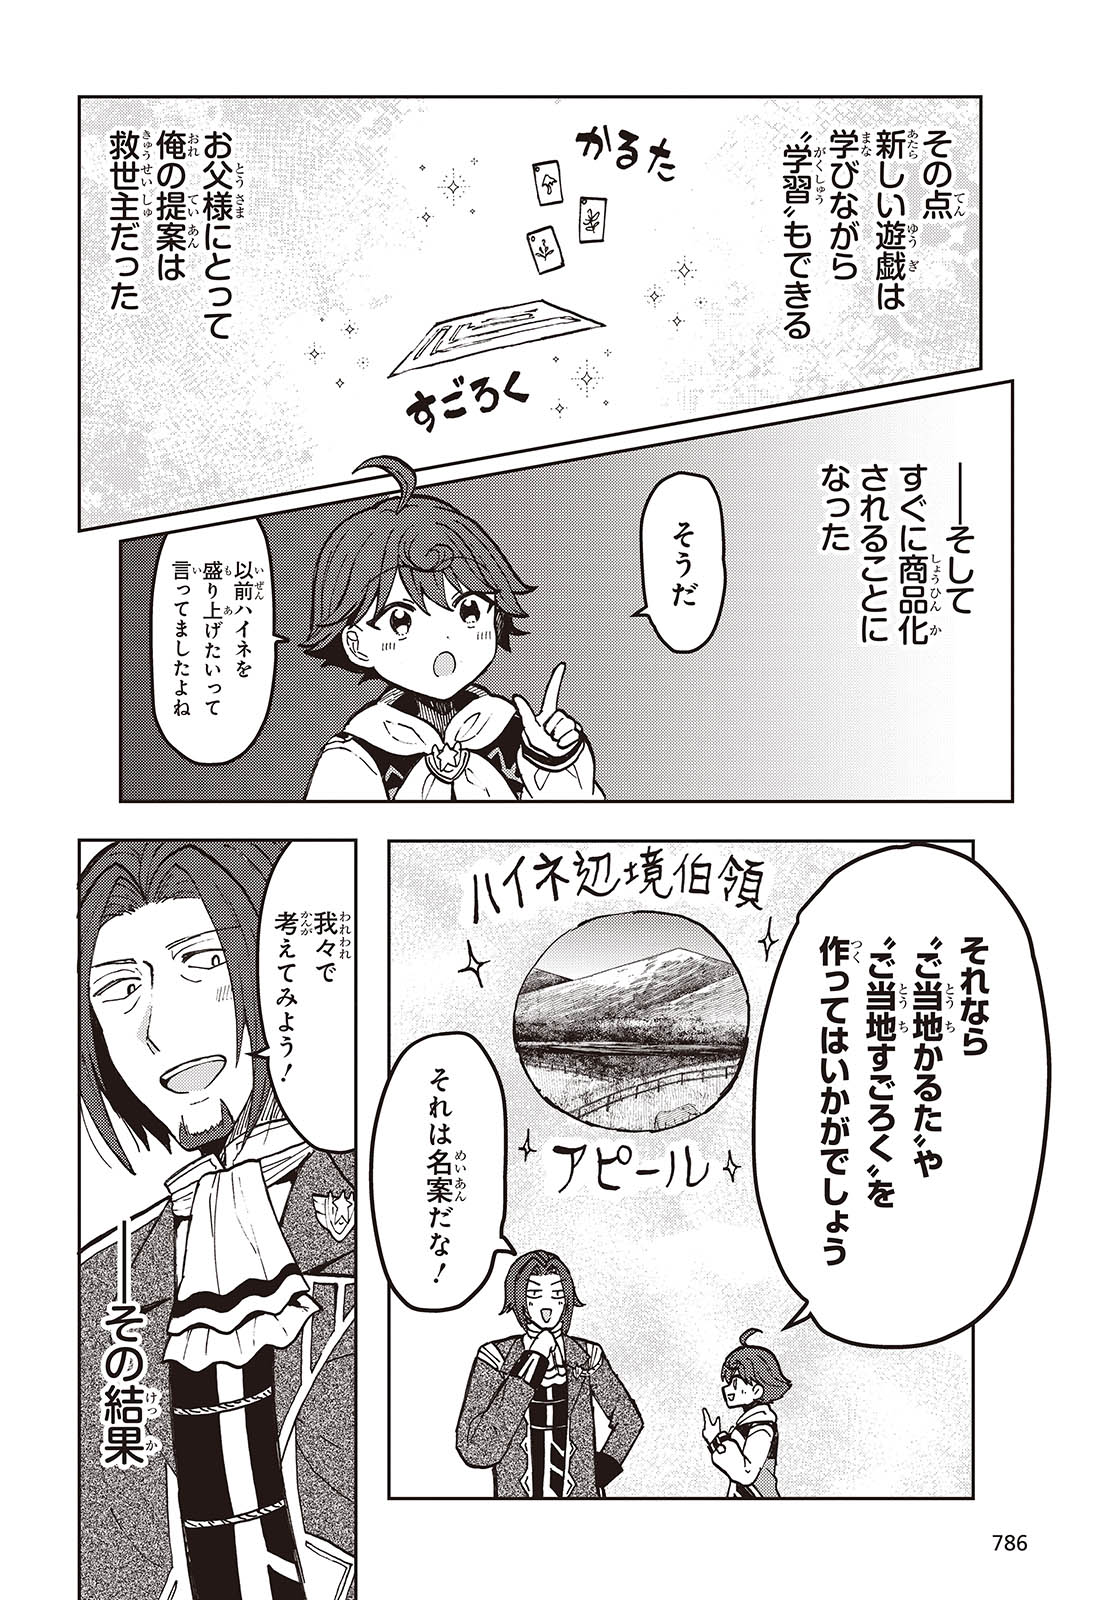 その点
新しい遊戯は
学びながら
〝学習〟もできる
かるた
すごろく
お父様にとって
俺の提案は
救世主だった
──そして
すぐに商品化
されることに
なった
そうだ
以前ハイネを
盛り上げたいって
言ってましたよね
それなら
〝ご当地かるた〟や
〝ご当地すごろく〟を
作ってはいかがでしょう
ハイネ辺境伯領
アピール
それは名案だな!
我々で
考えてみよう!
──その結果
786